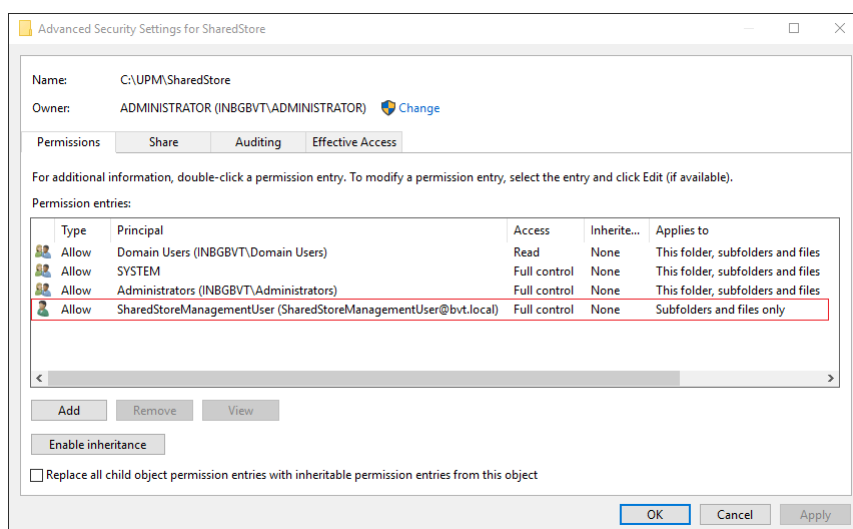 Advanced Security Settings for SharedStore
Name: C:\UPM\SharedStore
Owner: ADMINISTRATOR (INBGBVT\ADMINISTRATOR) Change
Permissions Share Auditing Effective Access
For additional information, double-click a permission entry. To modify a permission entry, select the entry and click Edit (if available).
Permission entries:
Type Principal Access Inherite... Applies to
Allow Domain Users (INBGBVT\Domain Users) Read None This folder, subfolders and files
Allow SYSTEM Full control None This folder, subfolders and files
Allow Administrators (INBGBVT\Administrators) Full control None This folder, subfolders and files
Allow SharedStoreManagementUser (SharedStoreManagementUser@bvt.local) Full control None Subfolders and files only
Add Remove View
Enable inheritance
Replace all child object permission entries with inheritable permission entries from this object
OK Cancel Apply